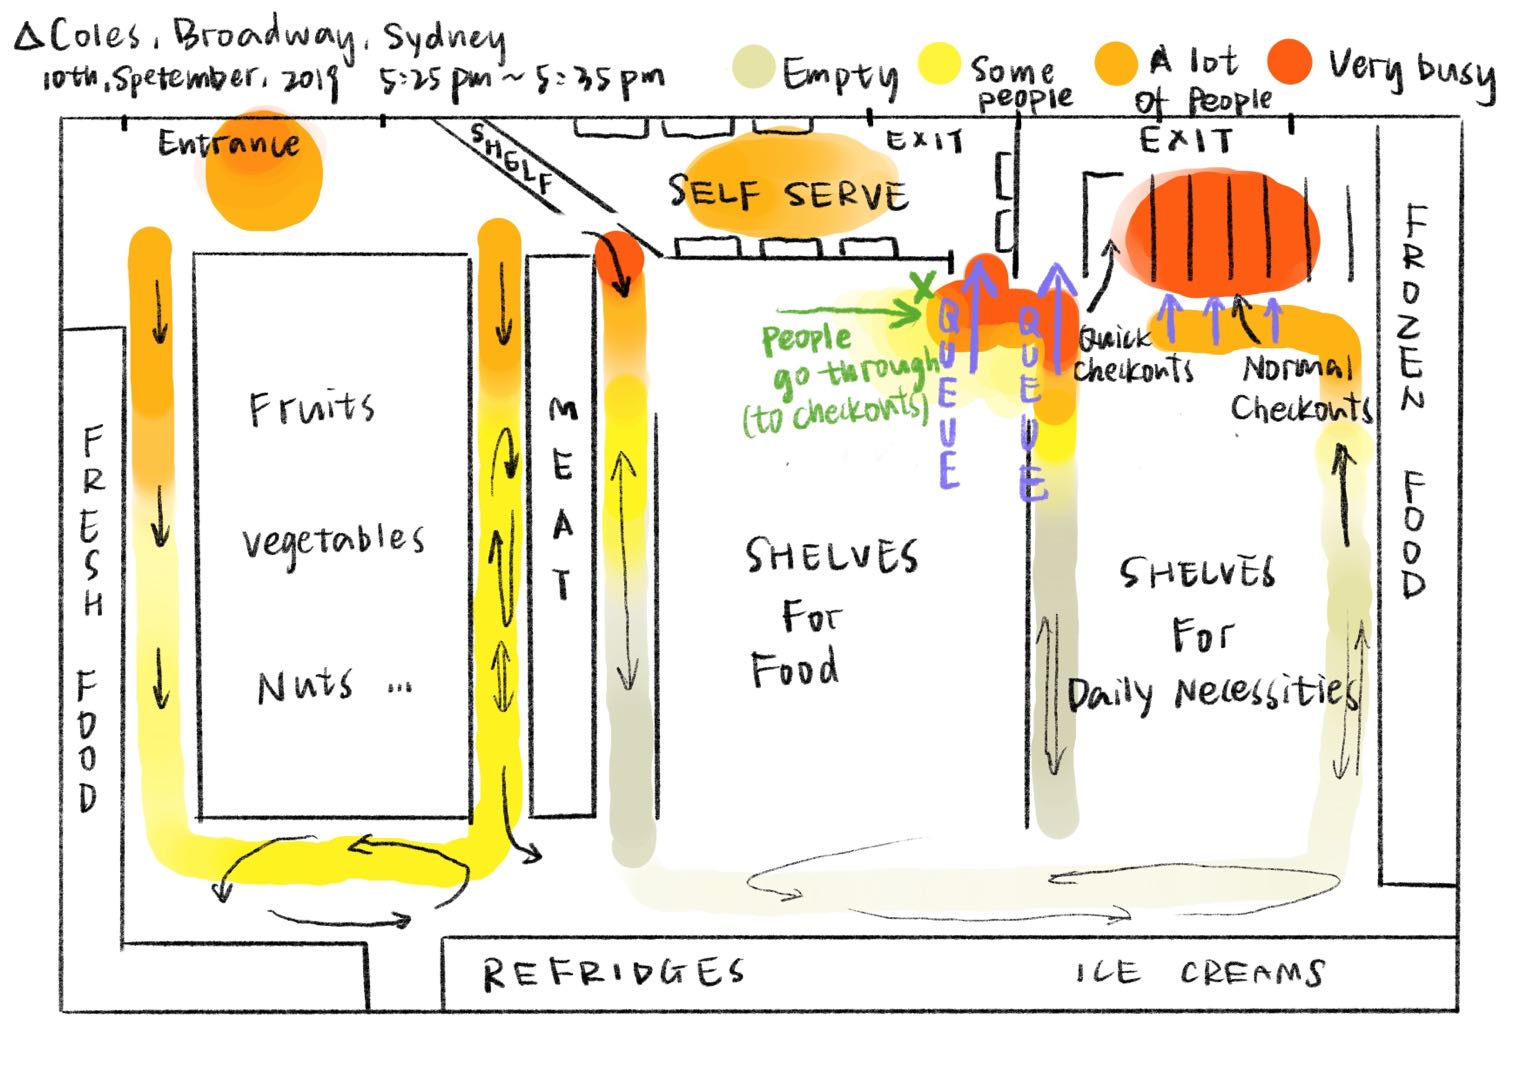 △ Coles, Broadway, Sydney
10th, Spetember, 2019 5:25 pm ~ 5:35 pm
Empty
Some people
A lot of People
Very busy
Entrance
SHELF
SELF SERVE
EXIT
EXIT
FRESH FOOD
Fruits
Vegetables
Nuts ...
MEAT
X
People
go through
(to checkouts)
QUEUE
QUEUE
Quick
Checkouts
Normal
Checkouts
FROZEN FOOD
SHELVES
For
Food
SHELVES
For
Daily Necessities
REFRIDGES
ICE CREAMS